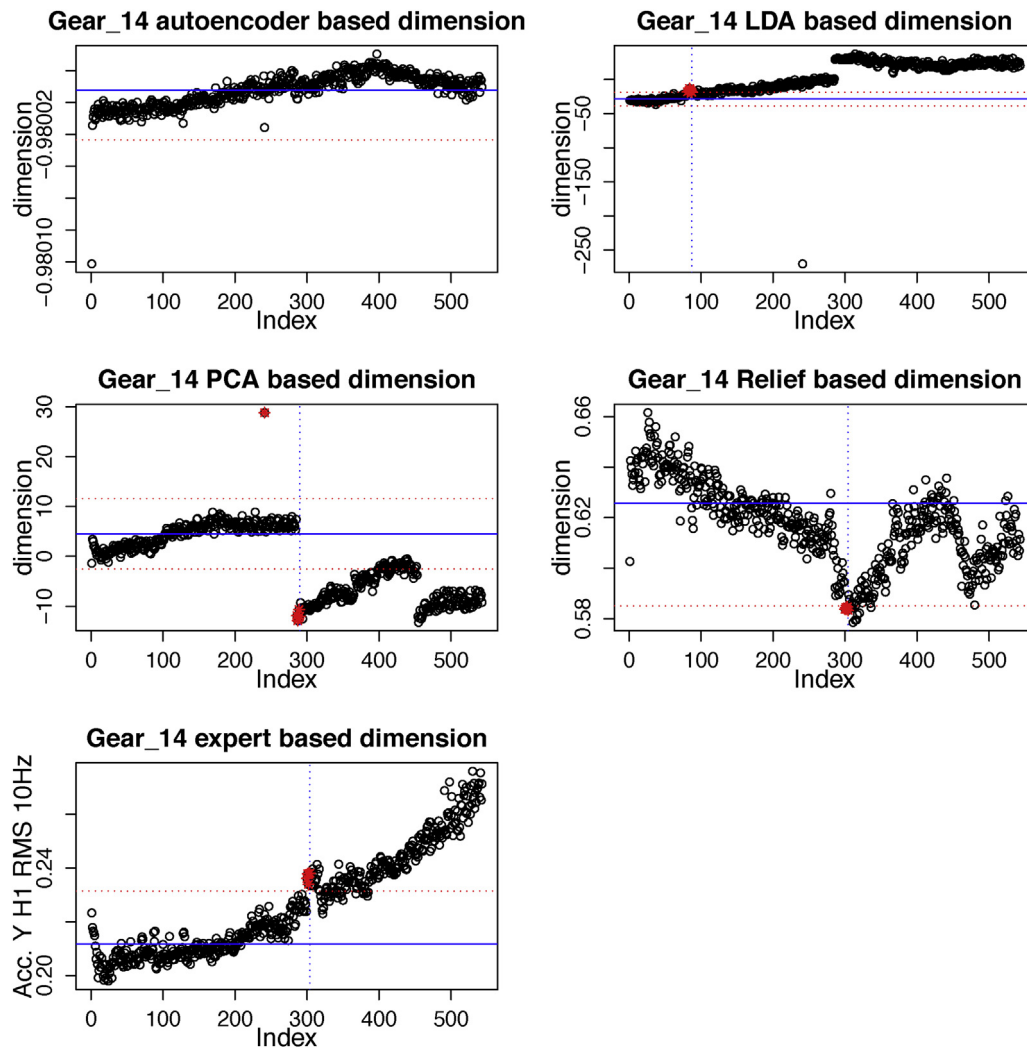 Gear_14 autoencoder based dimension
dimension
-0.98002
-0.98010
0 100 200 300 400 500
Index
Gear_14 LDA based dimension
dimension
-50
-150
-250
0 100 200 300 400 500
Index
Gear_14 PCA based dimension
dimension
30
20
10
0
-10
0 100 200 300 400 500
Index
Gear_14 Relief based dimension
dimension
0.66
0.62
0.58
0 100 200 300 400 500
Index
Gear_14 expert based dimension
Acc. Y H1 RMS 10Hz
0.24
0.20
0 100 200 300 400 500
Index